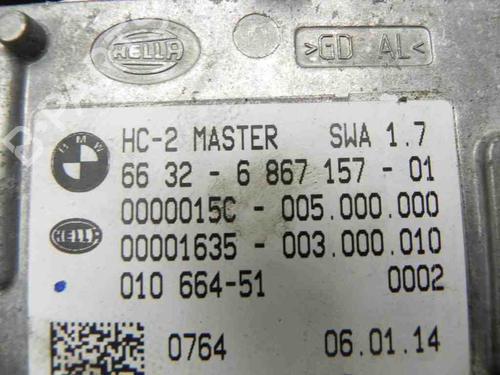 HELLA
>GD AL<
BMW
HC-2 MASTER SWA 1.7
66 32 - 6 867 157 - 01
0000015C - 005.000.000
HELLA
00001635 - 003.000.010
010 664-51 0002
0764 06.01.14